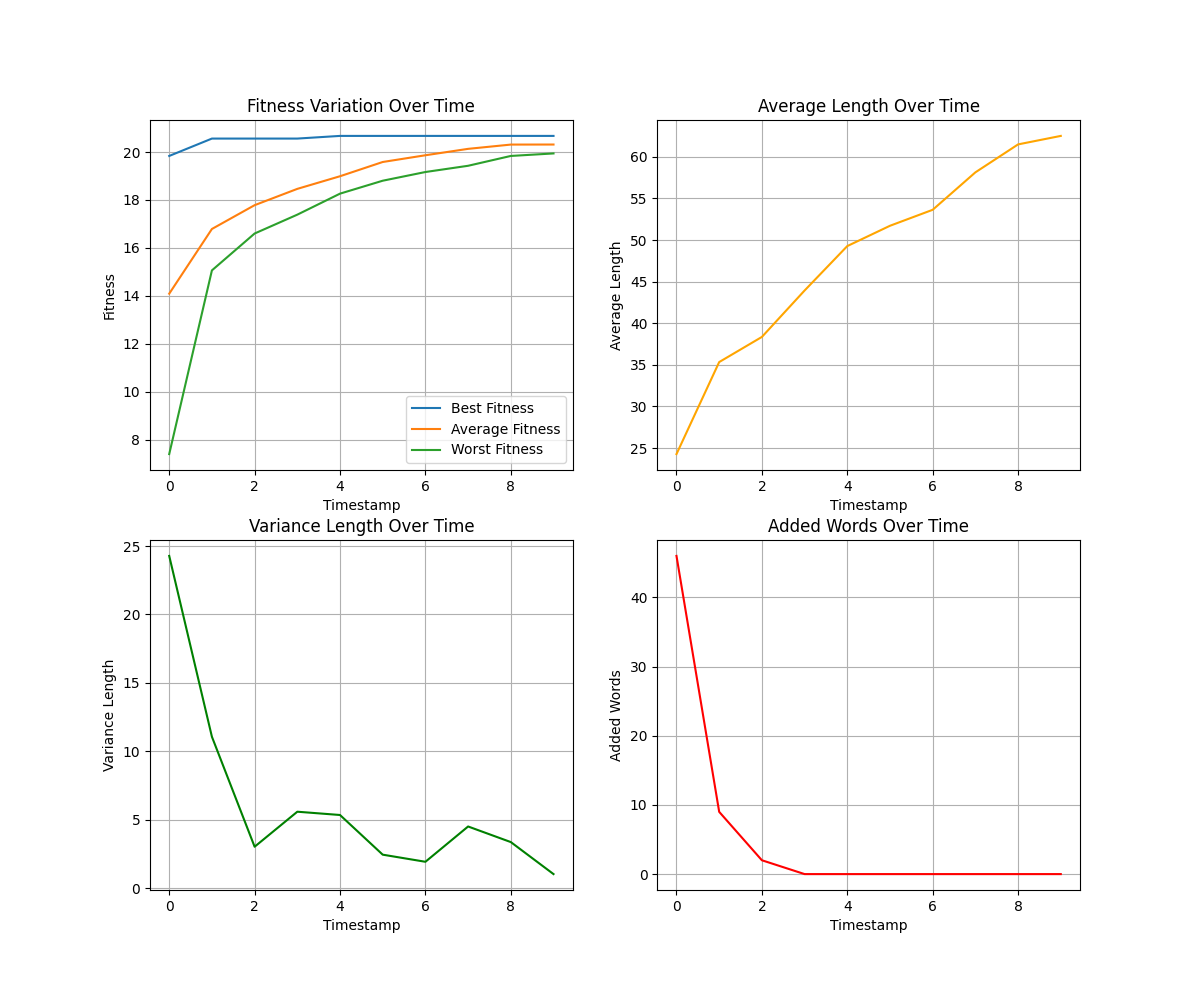 Fitness Variation Over Time
20
18
16
14
12
10
8
Fitness
Best Fitness
Average Fitness
Worst Fitness
0 2 4 6 8
Timestamp
Average Length Over Time
60
55
50
45
40
35
30
25
Average Length
0 2 4 6 8
Timestamp
Variance Length Over Time
25
20
15
10
5
0
Variance Length
0 2 4 6 8
Timestamp
Added Words Over Time
40
30
20
10
0
Added Words
0 2 4 6 8
Timestamp